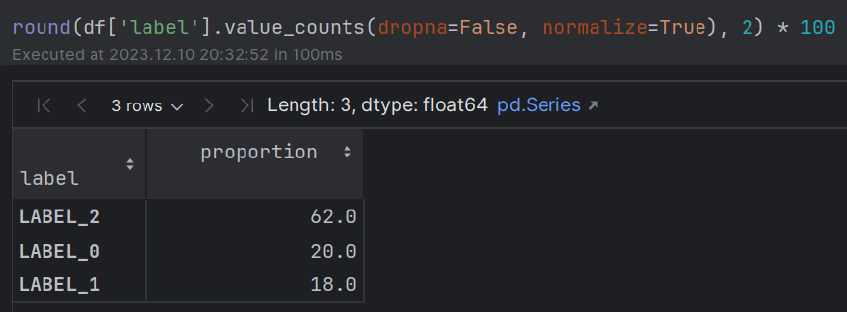 round(df['label'].value_counts(dropna=False, normalize=True), 2) * 100
Executed at 2023.12.10 20:32:52 in 100ms
3 rows Length: 3, dtype: float64 pd.Series
proportion
label
LABEL_2 62.0
LABEL_0 20.0
LABEL_1 18.0